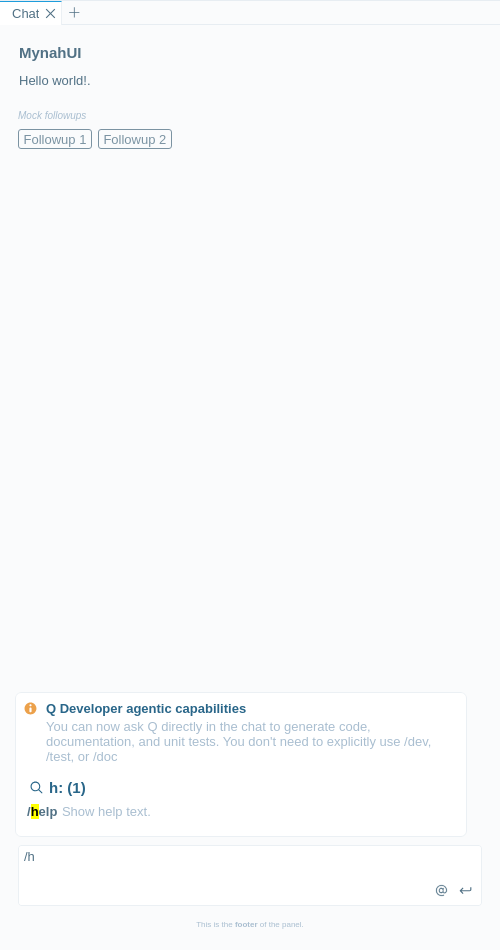 Chat
MynahUI
Hello world!.
Mock followups
Followup 1 Followup 2
Q Developer agentic capabilities
You can now ask Q directly in the chat to generate code,
documentation, and unit tests. You don't need to explicitly use /dev,
/test, or /doc
h: (1)
/help Show help text.
/h
@
This is the footer of the panel.